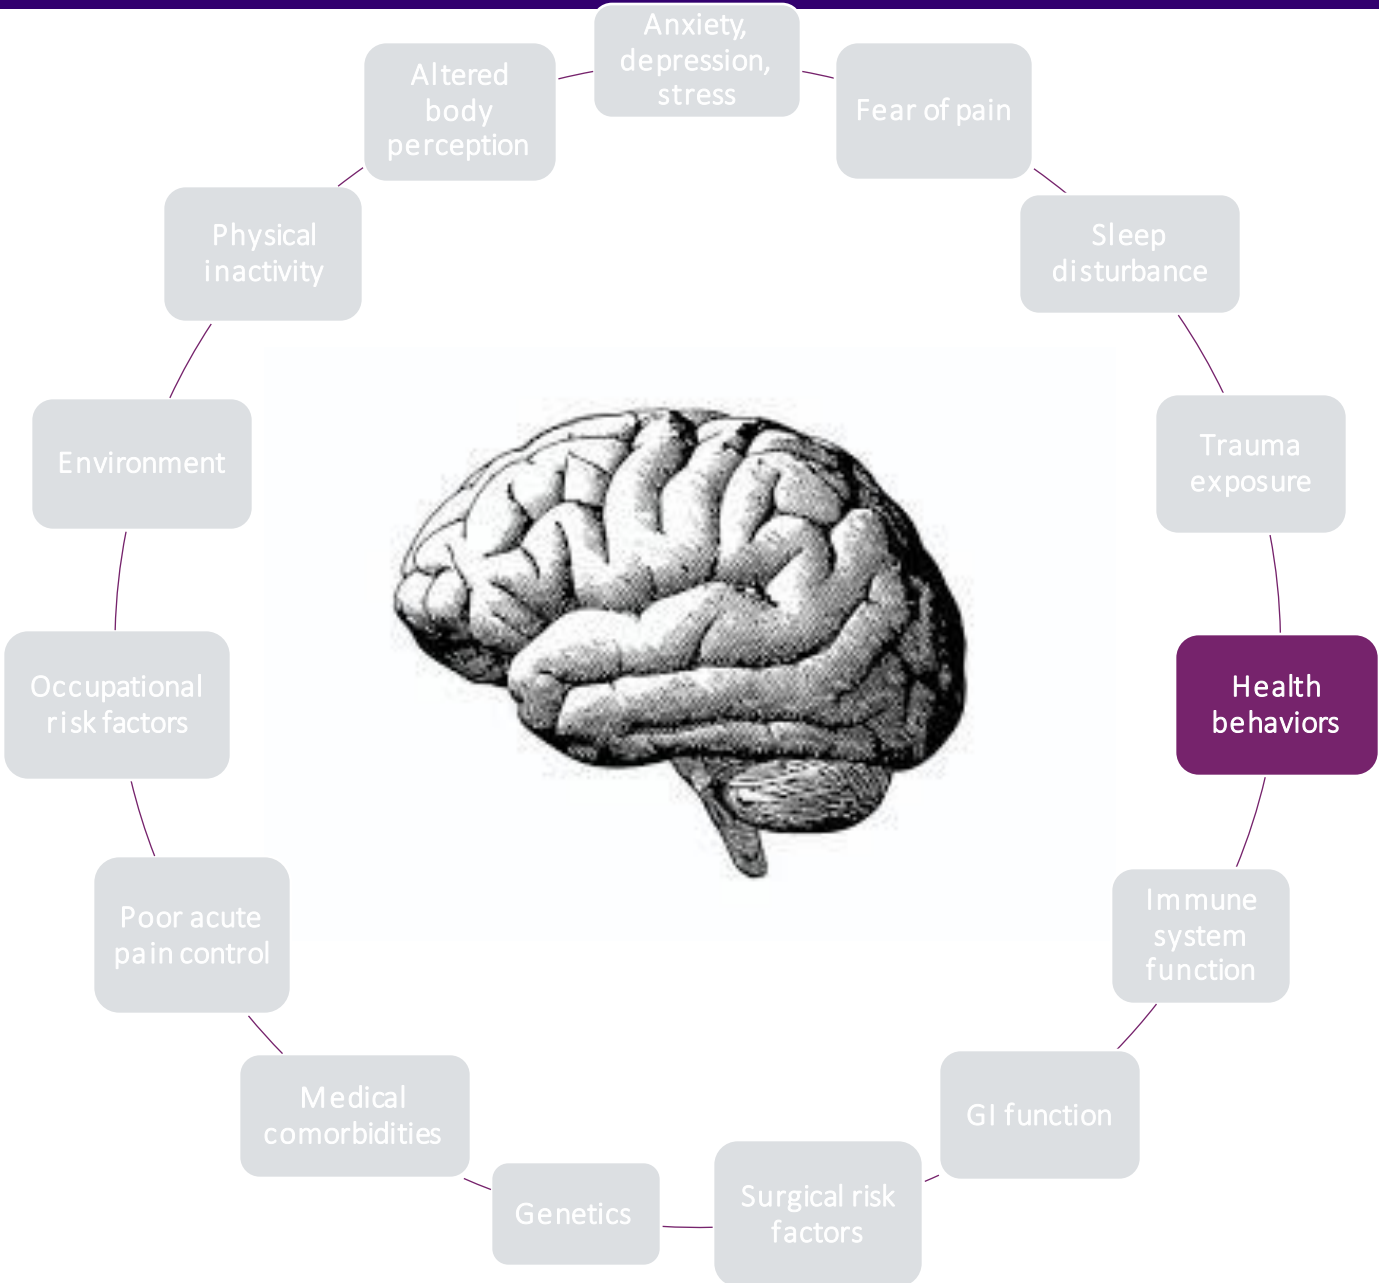 Anxiety,
depression,
stress
Fear of pain
Sleep
disturbance
Trauma
exposure
Health
behaviors
Immune
system
function
GI function
Surgical risk
factors
Genetics
Medical
comorbidities
Poor acute
pain control
Occupational
risk factors
Environment
Physical
inactivity
Altered
body
perception